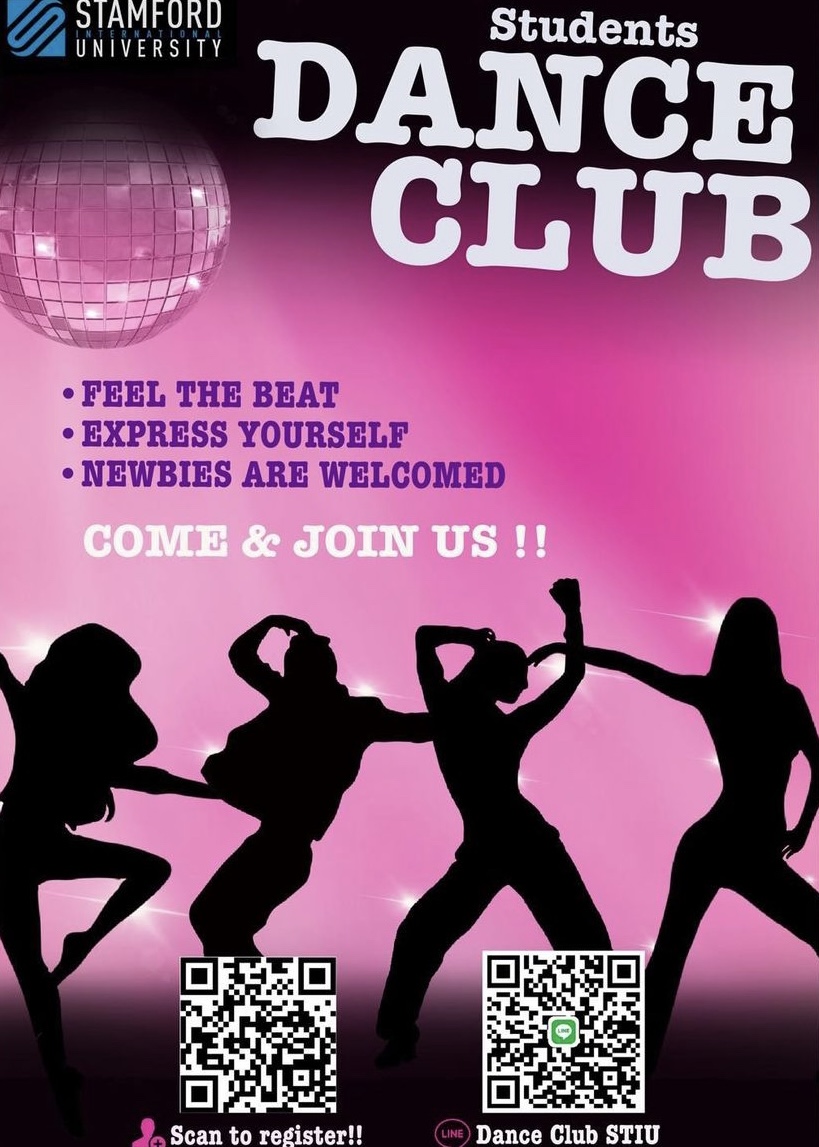 STAMFORD
INTERNATIONAL
UNIVERSITY
Students
DANCE
CLUB
• FEEL THE BEAT
• EXPRESS YOURSELF
• NEWBIES ARE WELCOMED
COME & JOIN US !!
LINE
Scan to register!!
LINE Dance Club STIU